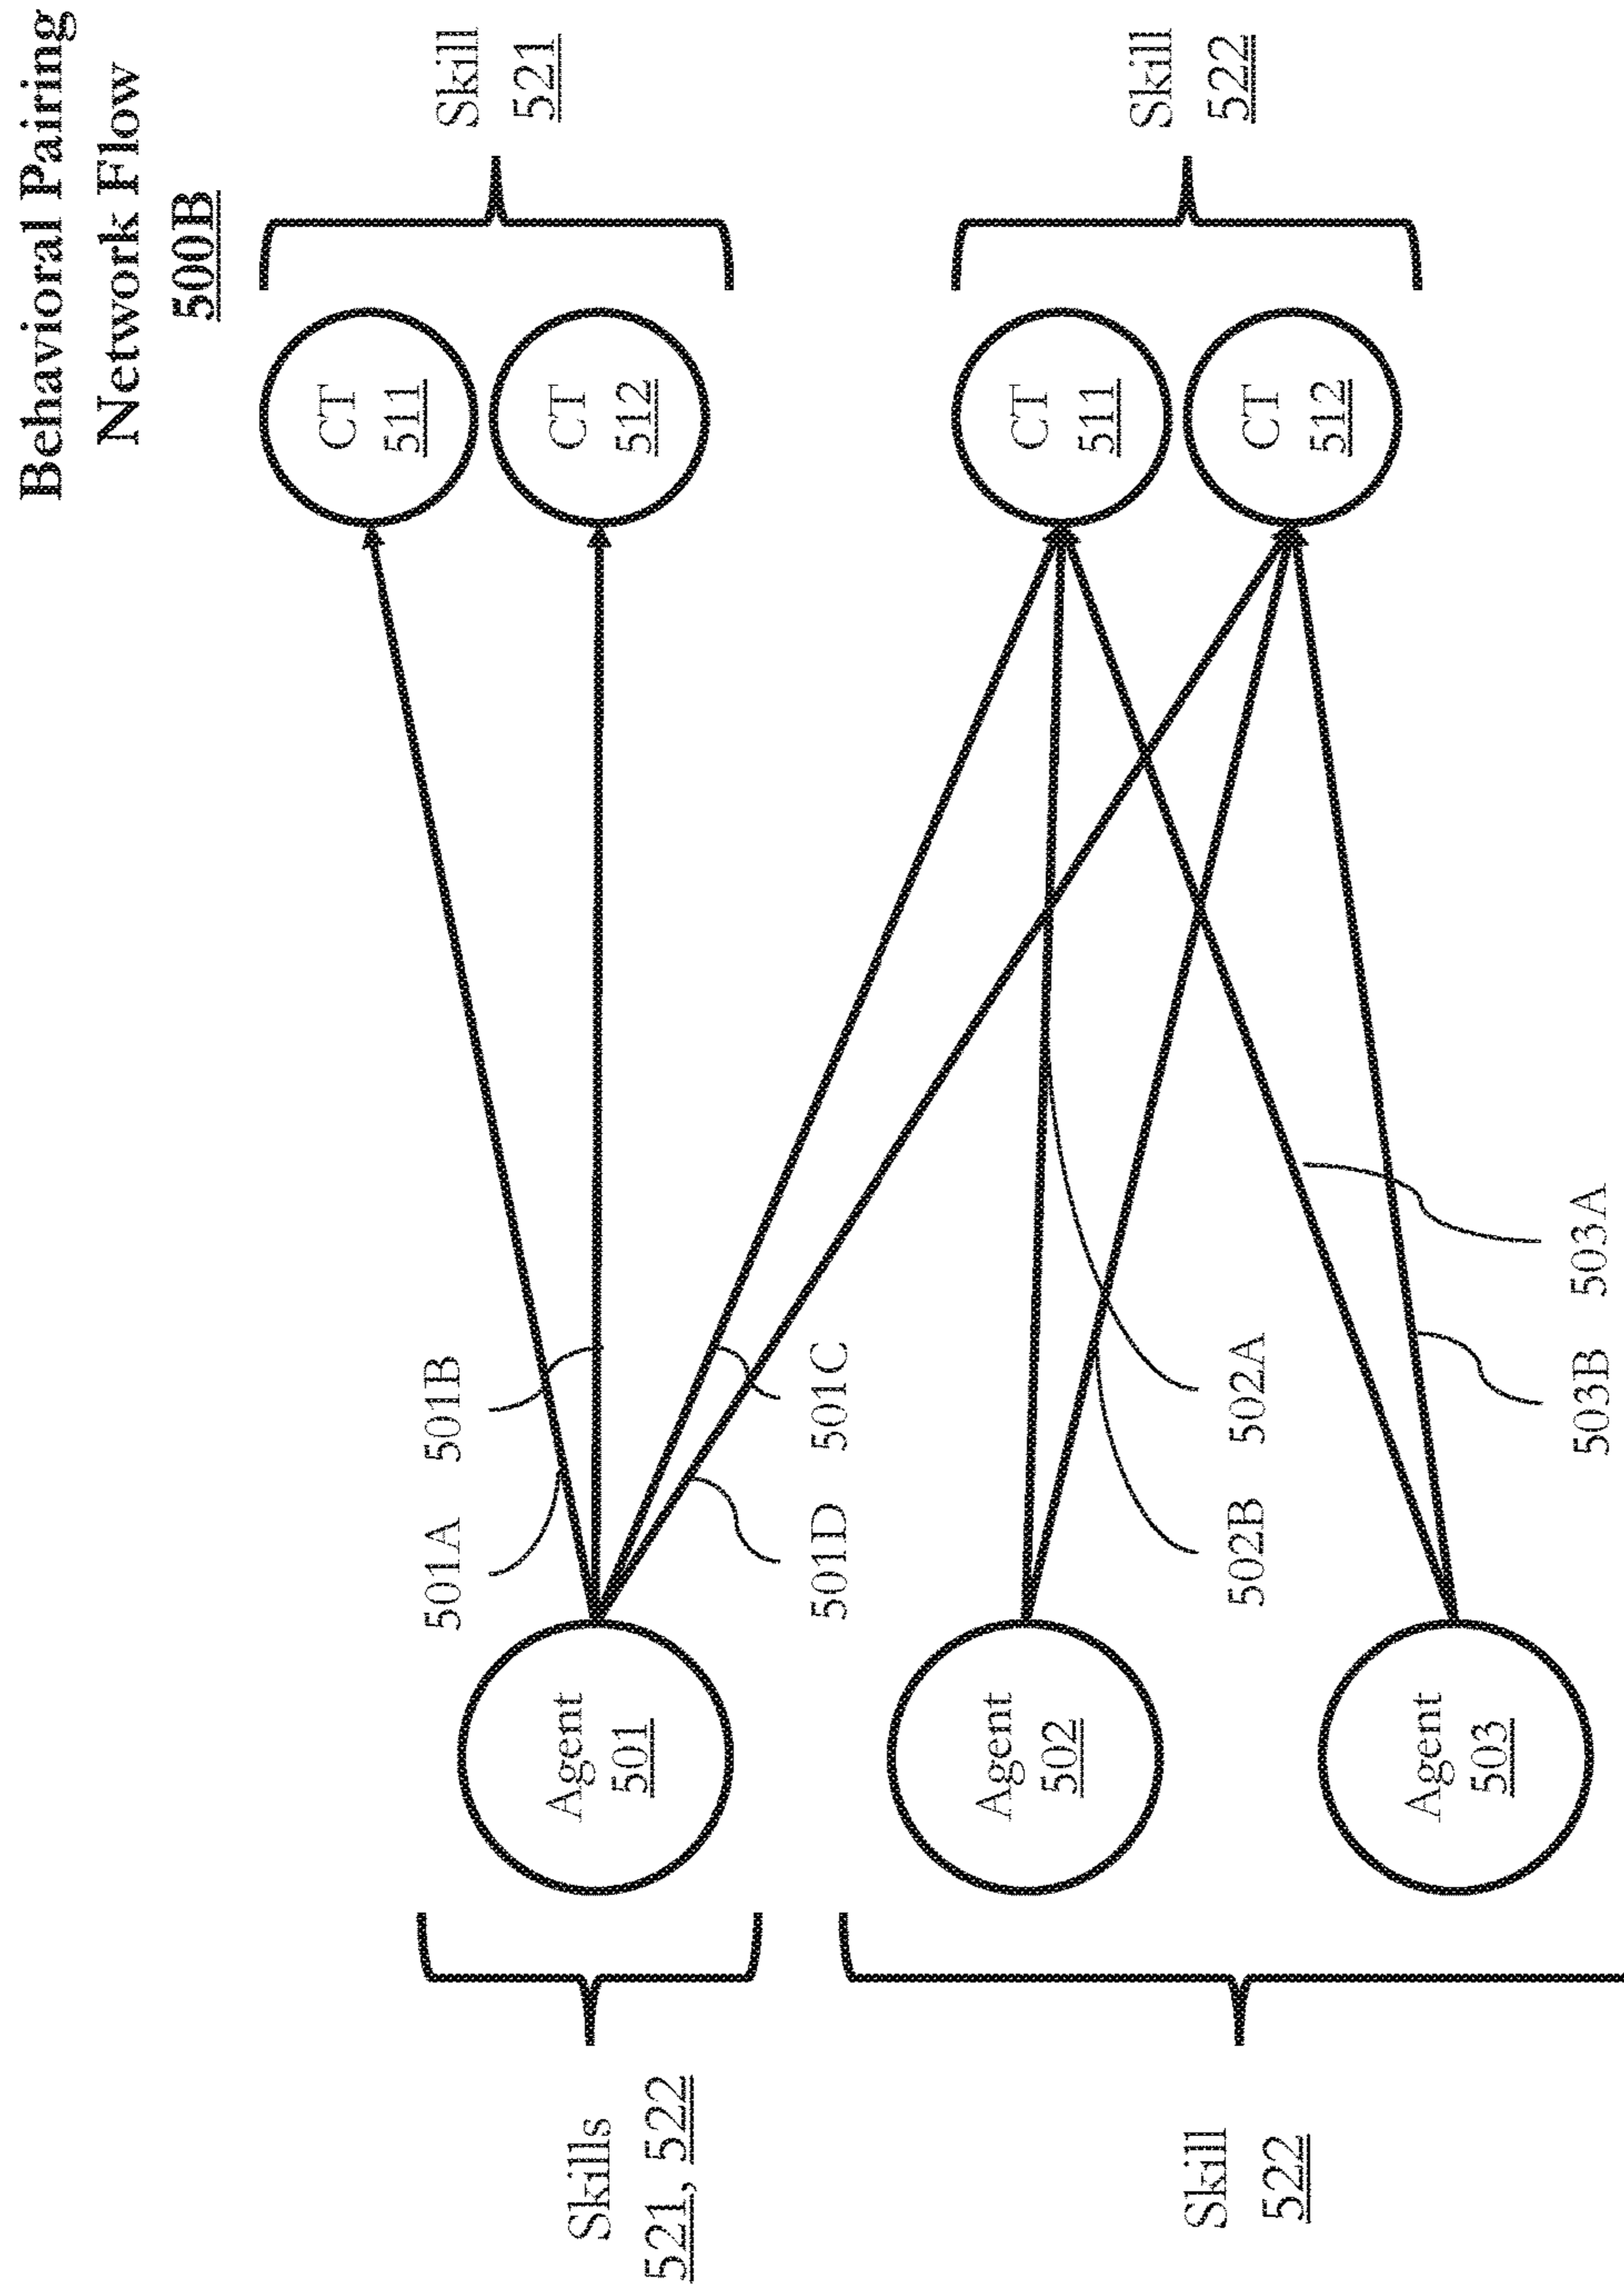 Behavioral Pairing
Network Flow
500B
CT
511
Skill
521
501A 501B
CT
512
Agent
501
Skills
521, 522
501D 501C
Agent
502
CT
511
Skill
522
Skill
522
502B 502A
CT
512
Agent
503
503B 503A